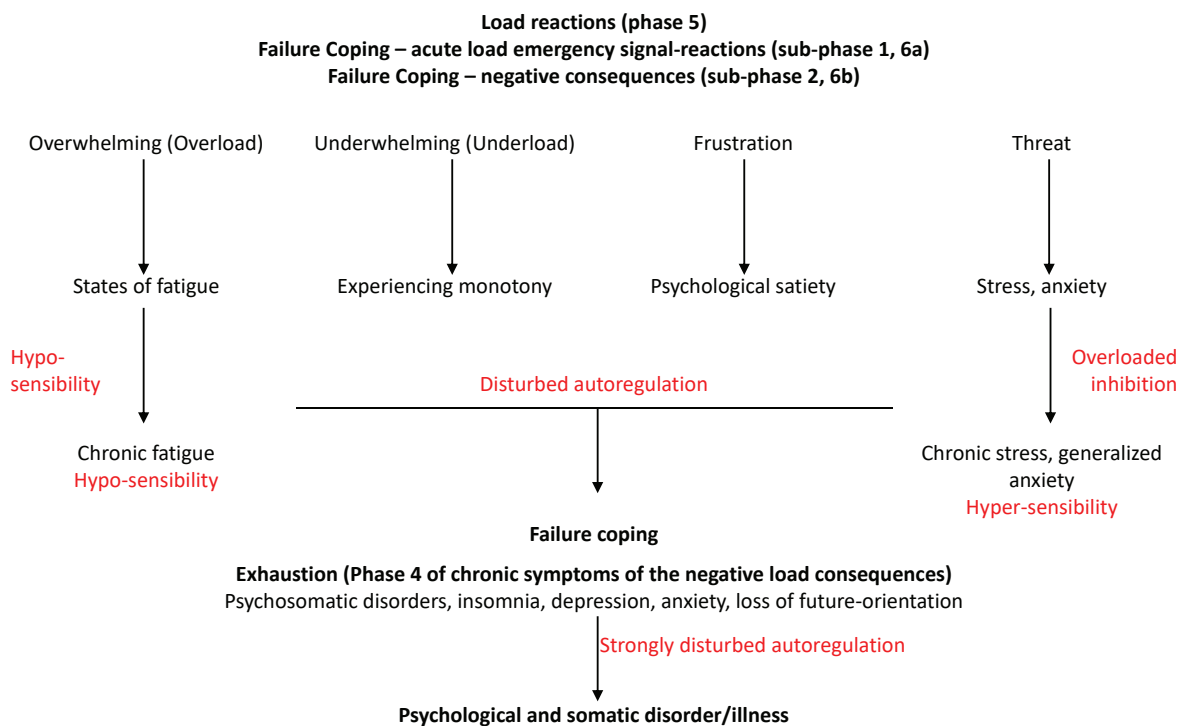 Load reactions (phase 5)
Failure Coping – acute load emergency signal-reactions (sub-phase 1, 6a)
Failure Coping – negative consequences (sub-phase 2, 6b)
Overwhelming (Overload)
Underwhelming (Underload)
Frustration
Threat
States of fatigue
Experiencing monotony
Psychological satiety
Stress, anxiety
Hypo-
sensibility
Disturbed autoregulation
Overloaded
inhibition
Chronic fatigue
Hypo-sensibility
Chronic stress, generalized
anxiety
Hyper-sensibility
Failure coping
Exhaustion (Phase 4 of chronic symptoms of the negative load consequences)
Psychosomatic disorders, insomnia, depression, anxiety, loss of future-orientation
Strongly disturbed autoregulation
Psychological and somatic disorder/illness